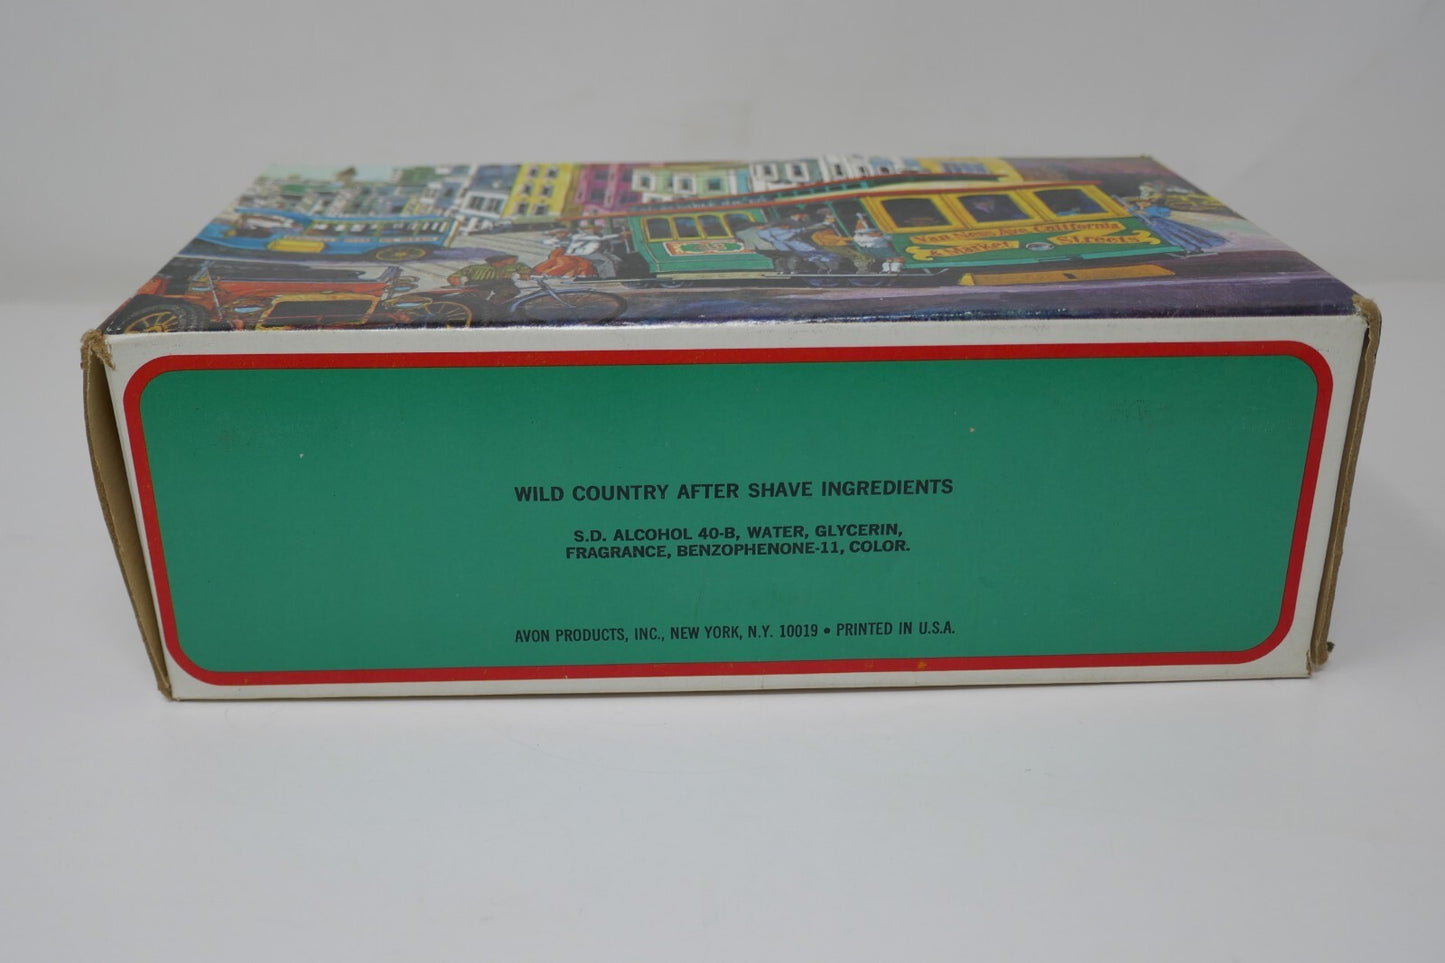 Van Ness Ave. California
Market Streets
WILD COUNTRY AFTER SHAVE INGREDIENTS
S.D. ALCOHOL 40-B, WATER, GLYCERIN,
FRAGRANCE, BENZOPHENONE-11, COLOR.
AVON PRODUCTS, INC., NEW YORK, N.Y. 10019 • PRINTED IN U.S.A.